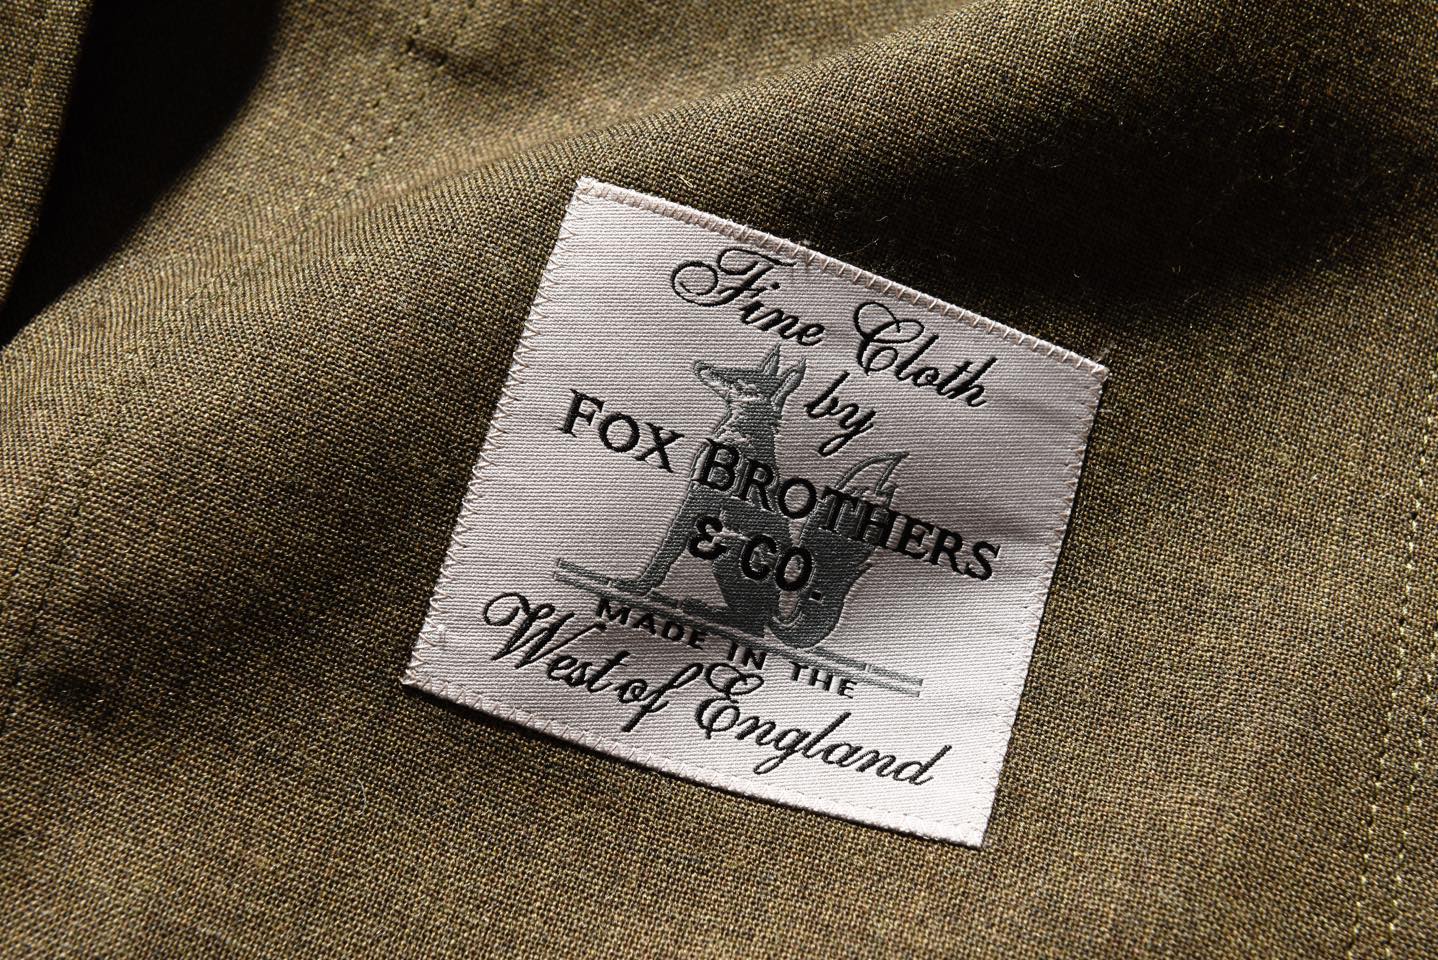 Fine Cloth
by
FOX BROTHERS
& CO.
MADE IN THE
West of England